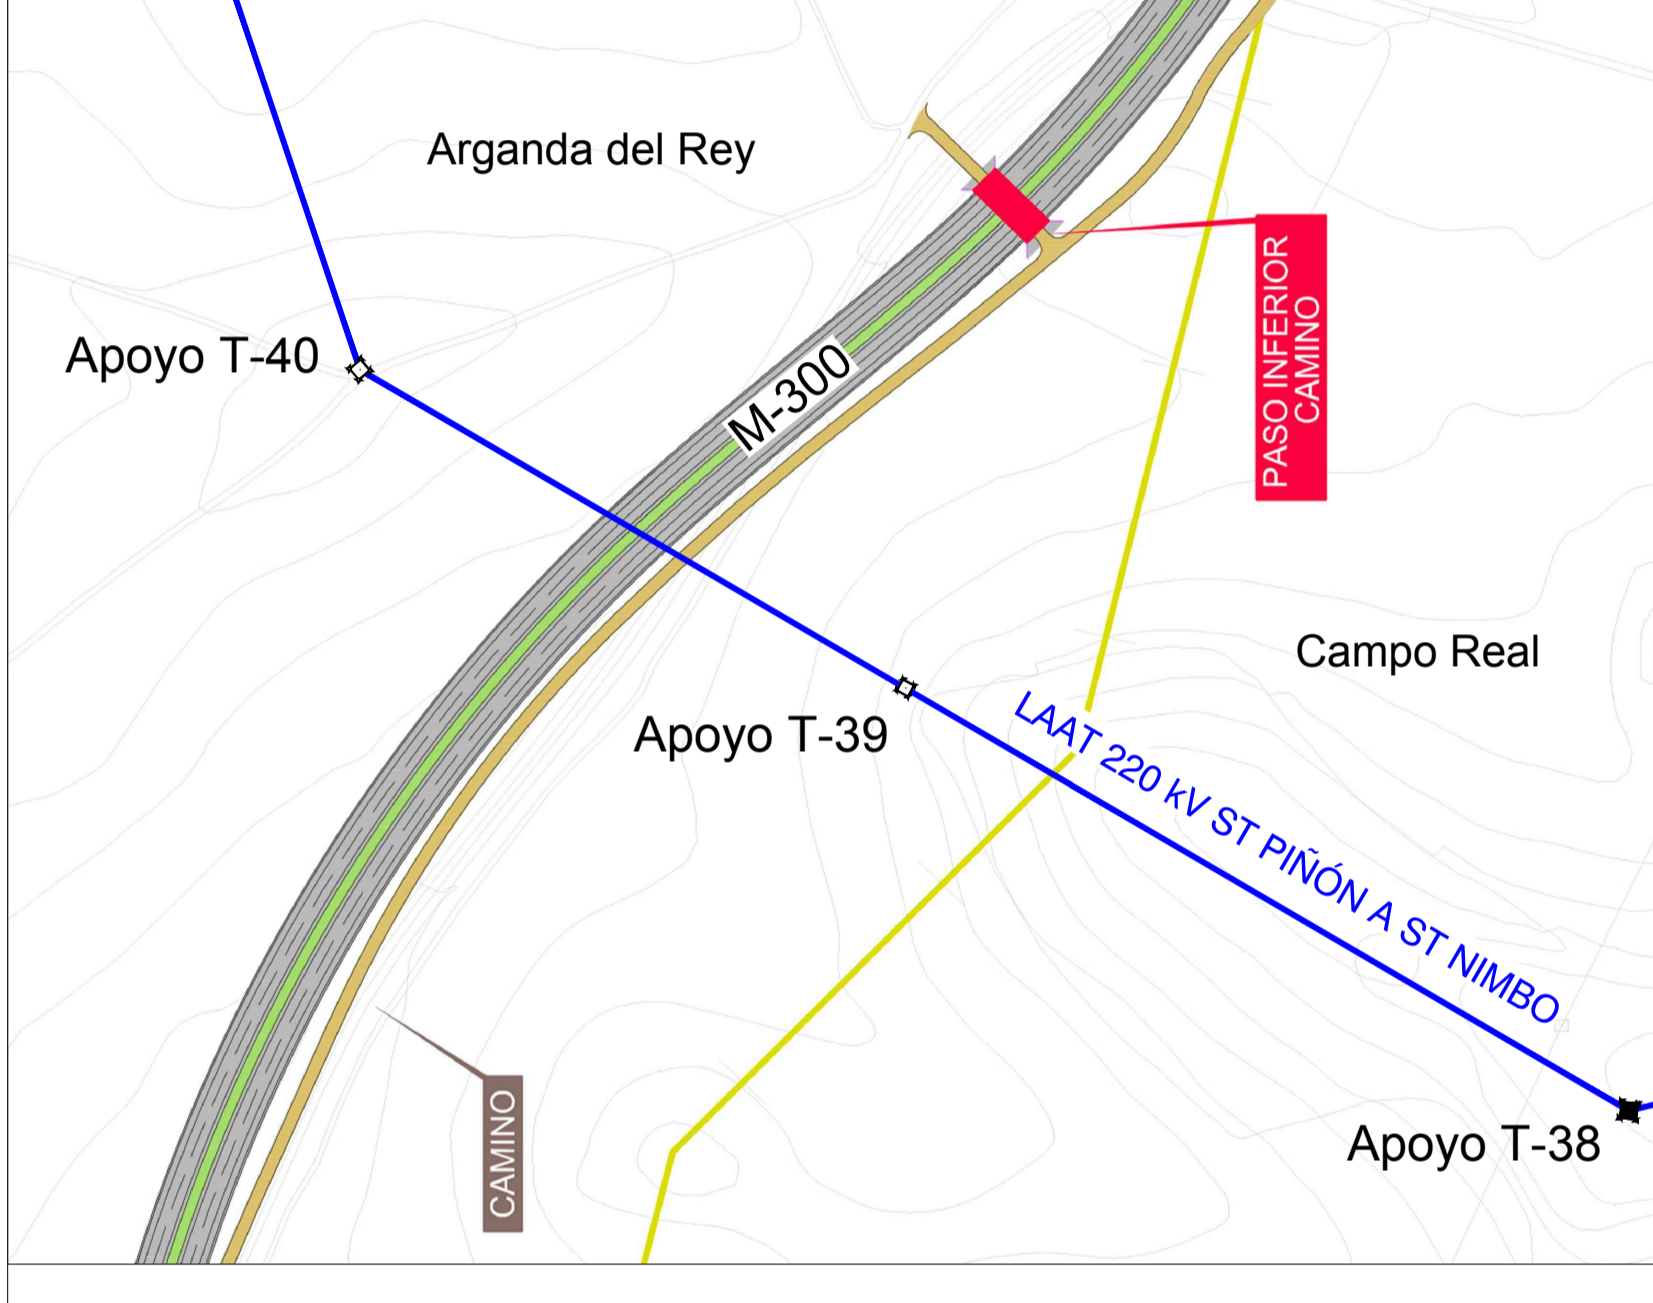 Arganda del Rey
PASO INFERIOR
CAMINO
Apoyo T-40
M-300
Campo Real
Apoyo T-39
LAAT 220 kV ST PIÑÓN A ST NIMBO
CAMINO
Apoyo T-38